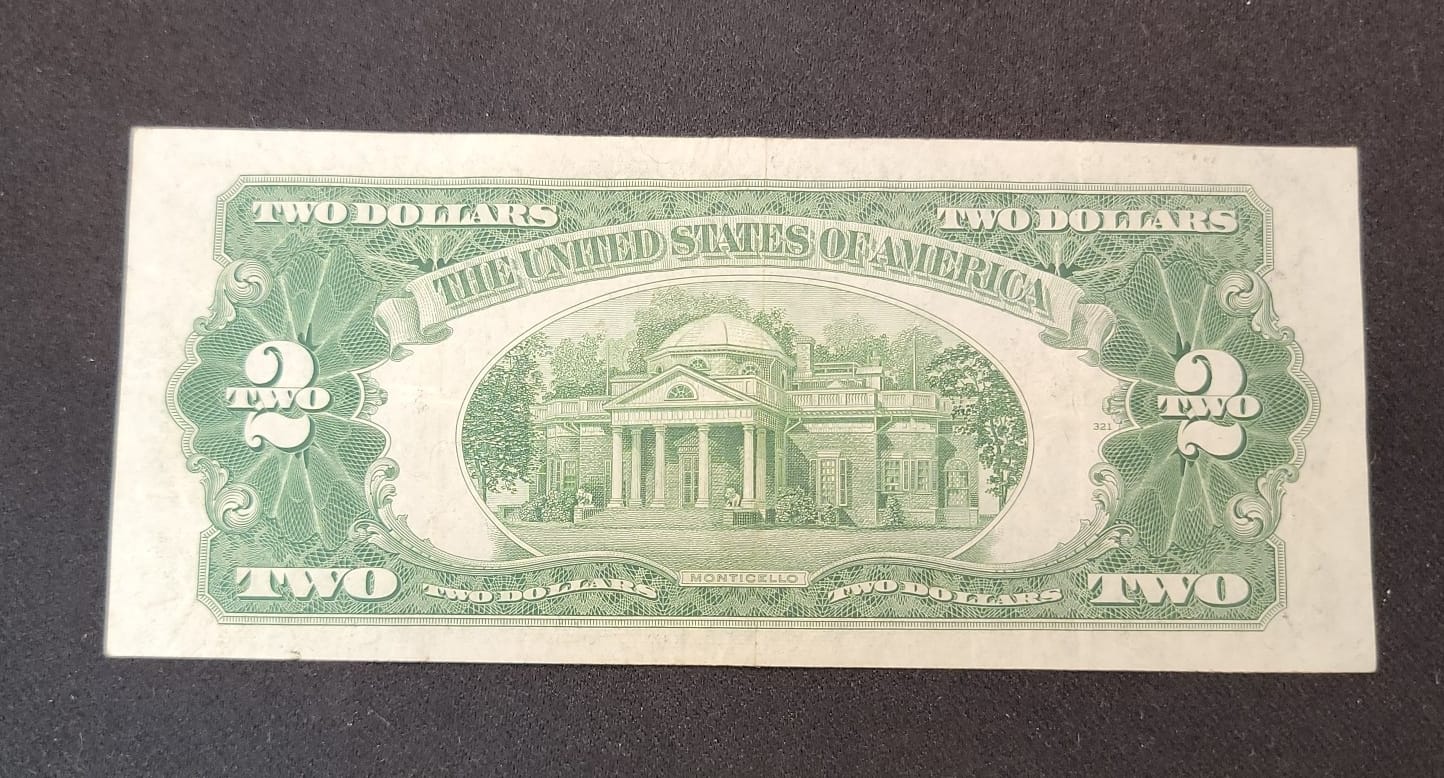 TWO DOLLARS TWO DOLLARS
THE UNITED STATES OF AMERICA
2 2
TWO TWO
321
MONTICELLO
TWO TWO DOLLARS TWO DOLLARS TWO